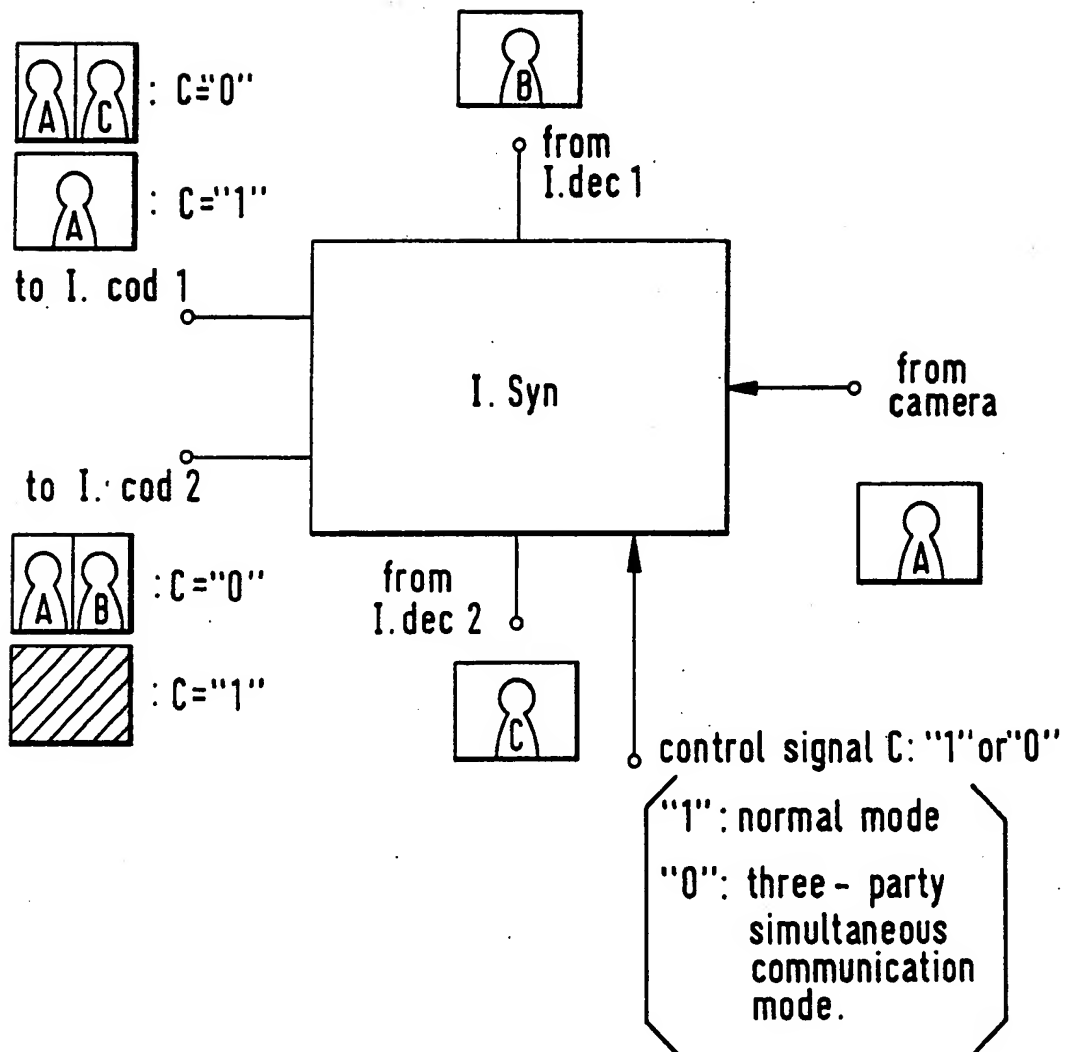 A C : C="0"
A : C="1"
to I. cod 1
B
from
I.dec 1
I. Syn
from
camera
A
to I. cod 2
A B : C="0"
: C="1"
from
I.dec 2
C
control signal C: "1" or "0"
"1": normal mode
"0": three - party
simultaneous
communication
mode.